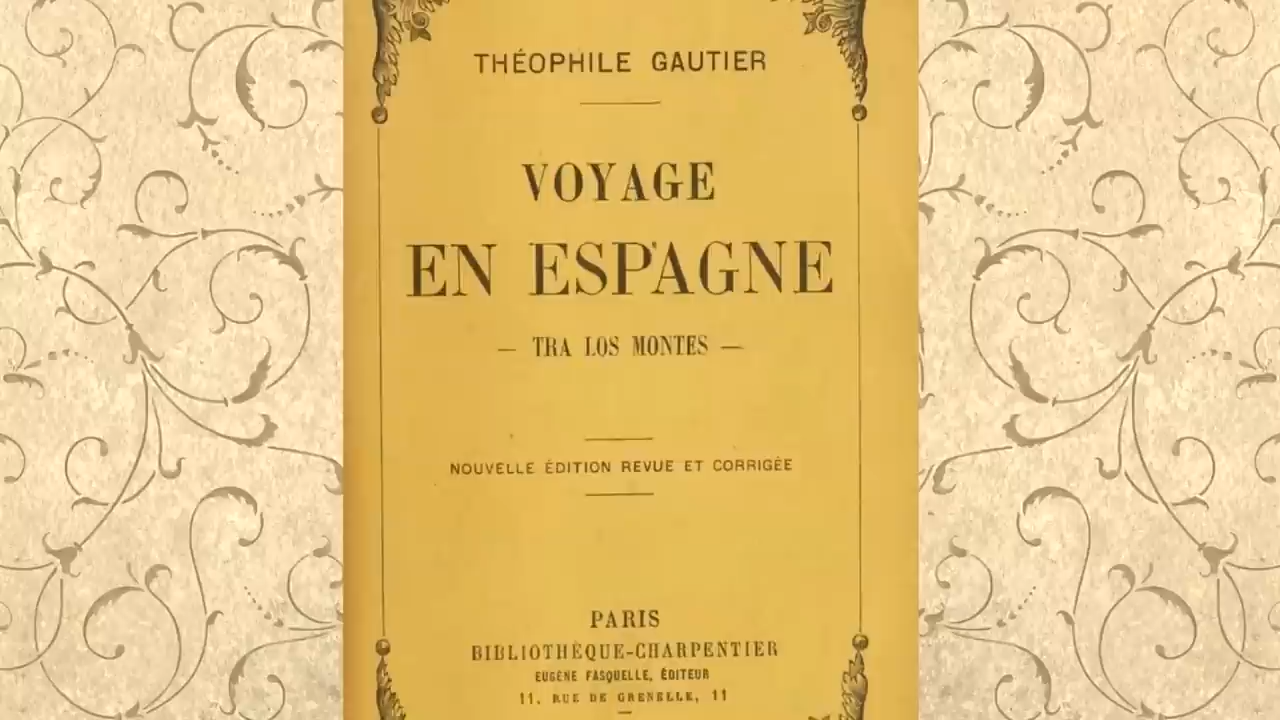 THÉOPHILE GAUTIER
VOYAGE
EN ESPAGNE
— TRA LOS MONTES —
NOUVELLE ÉDITION REVUE ET CORRIGÉE
PARIS
BIBLIOTHÈQUE-CHARPENTIER
EUGÈNE FASQUELLE, ÉDITEUR
11, RUE DE GRENELLE, 11